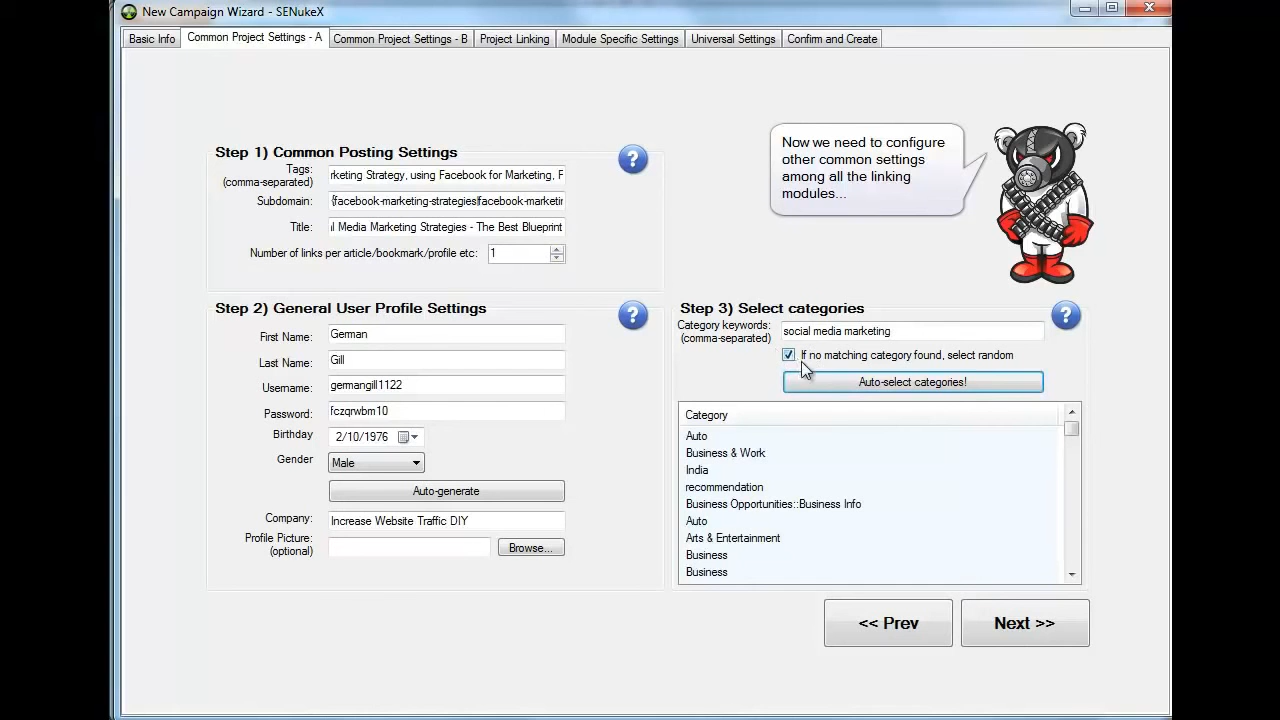 New Campaign Wizard - SENukeX
Basic Info
Common Project Settings - A
Common Project Settings - B
Project Linking
Module Specific Settings
Universal Settings
Confirm and Create
Now we need to configure
other common settings
among all the linking
modules...
Step 1) Common Posting Settings
Tags:
(comma-separated)
rketing Strategy, using Facebook for Marketing, F
Subdomain:
{facebook-marketing-strategies|facebook-marketin
Title:
al Media Marketing Strategies - The Best Blueprint
Number of links per article/bookmark/profile etc:
1
?
Step 2) General User Profile Settings
?
First Name:
German
Last Name:
Gill
Username:
germangill1122
Password:
fczqrwbm10
Birthday
2/10/1976
Gender
Male
Auto-generate
Company:
Increase Website Traffic DIY
Profile Picture:
(optional)
Browse...
Step 3) Select categories
?
Category keywords:
(comma-separated)
social media marketing
If no matching category found, select random
Auto-select categories!
Category
Auto
Business & Work
India
recommendation
Business Opportunities::Business Info
Auto
Arts & Entertainment
Business
Business
<< Prev
Next >>